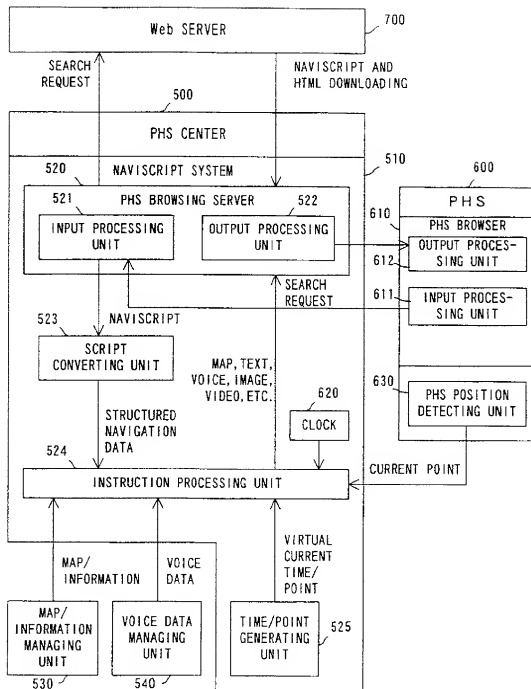 Web SERVER
700
SEARCH
REQUEST
NAVISCRIPT AND
HTML DOWNLOADING
500
PHS CENTER
510
520
NAVISCRIPT SYSTEM
600
PHS BROWSING SERVER
521
522
INPUT PROCESSING
UNIT
OUTPUT PROCESSING
UNIT
PHS
610
PHS BROWSER
OUTPUT PROCES-
SING UNIT
612
611
INPUT PROCES-
SING UNIT
SEARCH
REQUEST
523
NAVISCRIPT
SCRIPT
CONVERTING UNIT
MAP, TEXT,
VOICE, IMAGE,
VIDEO, ETC.
620
CLOCK
630
PHS POSITION
DETECTING UNIT
STRUCTURED
NAVIGATION
DATA
524
INSTRUCTION PROCESSING UNIT
CURRENT POINT
MAP/
INFORMATION
VOICE
DATA
VIRTUAL
CURRENT
TIME/
POINT
MAP/
INFORMATION
MANAGING
UNIT
530
VOICE DATA
MANAGING
UNIT
540
TIME/POINT
GENERATING
UNIT
525